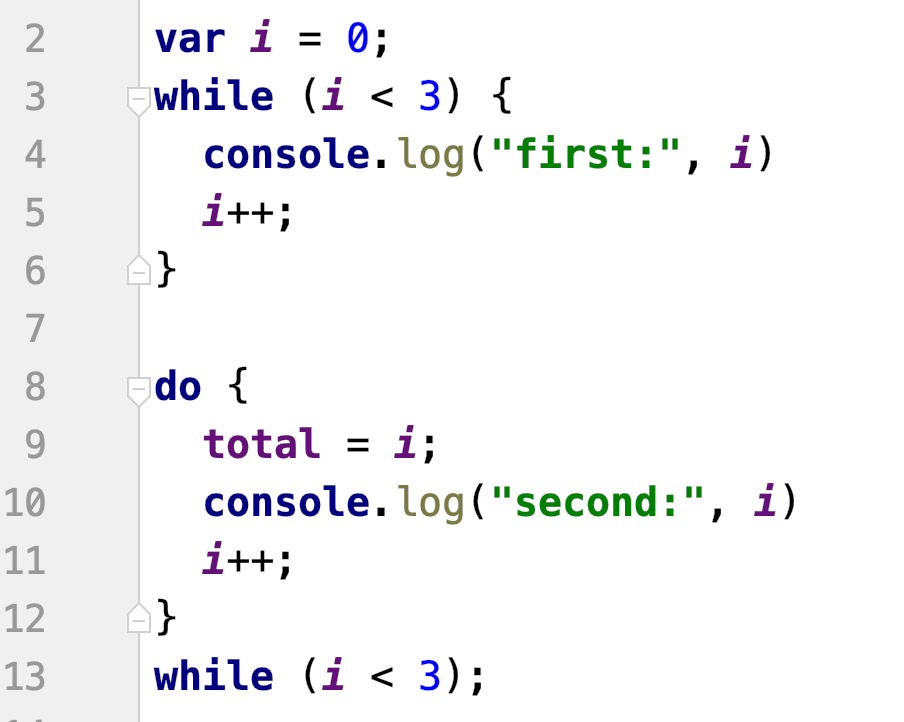 2 var i = 0;
3 while (i < 3) {
4 console.log("first:", i)
5 i++;
6 }
7
8 do {
9 total = i;
10 console.log("second:", i)
11 i++;
12 }
13 while (i < 3);